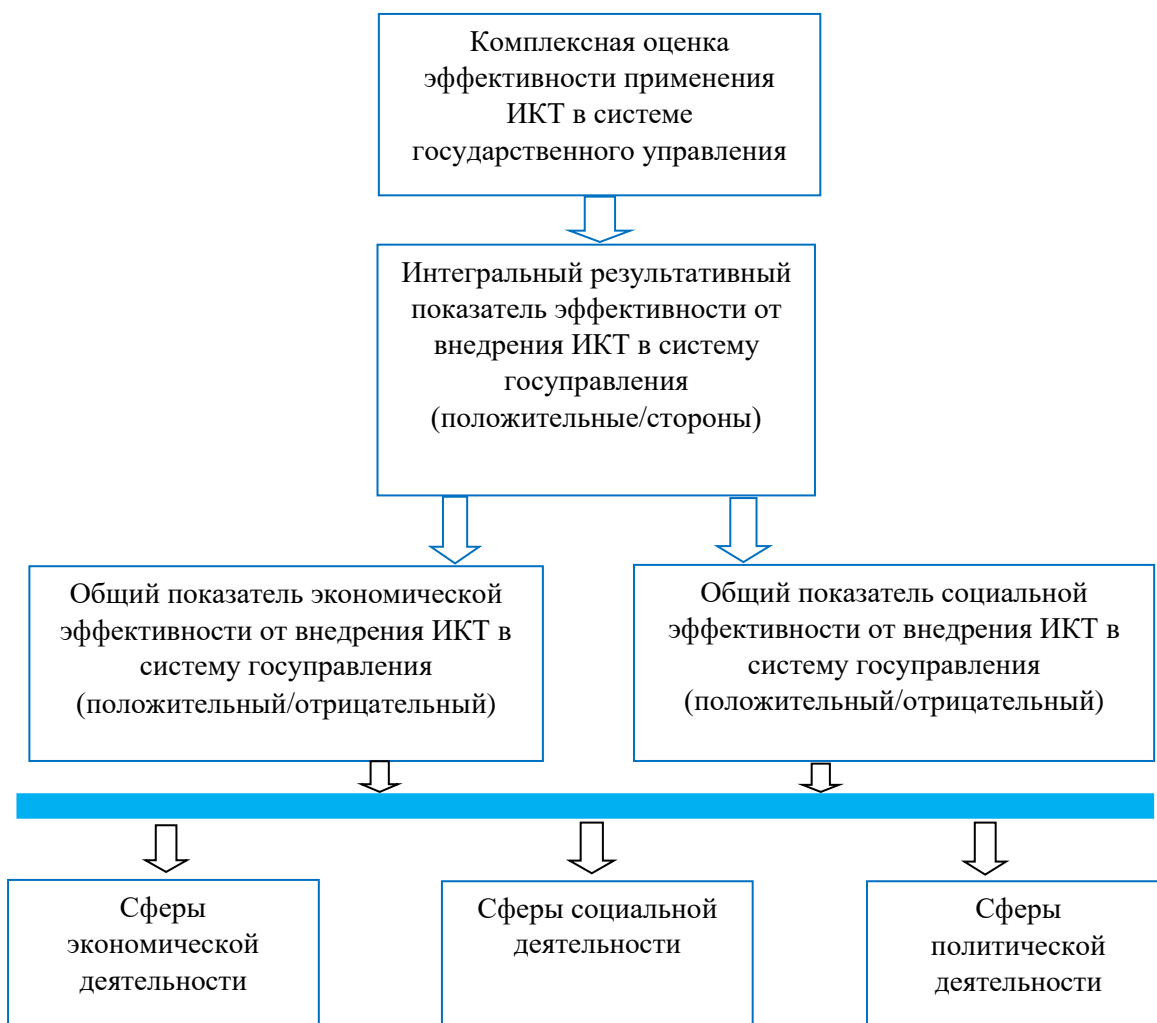 Комплексная оценка
эффективности применения
ИКТ в системе
государственного управления
Интегральный результативный
показатель эффективности от
внедрения ИКТ в систему
госуправления
(положительные/стороны)
Общий показатель экономической
эффективности от внедрения ИКТ в
систему госуправления
(положительный/отрицательный)
Общий показатель социальной
эффективности от внедрения ИКТ в
систему госуправления
(положительный/отрицательный)
Сферы
экономической
деятельности
Сферы социальной
деятельности
Сферы
политической
деятельности